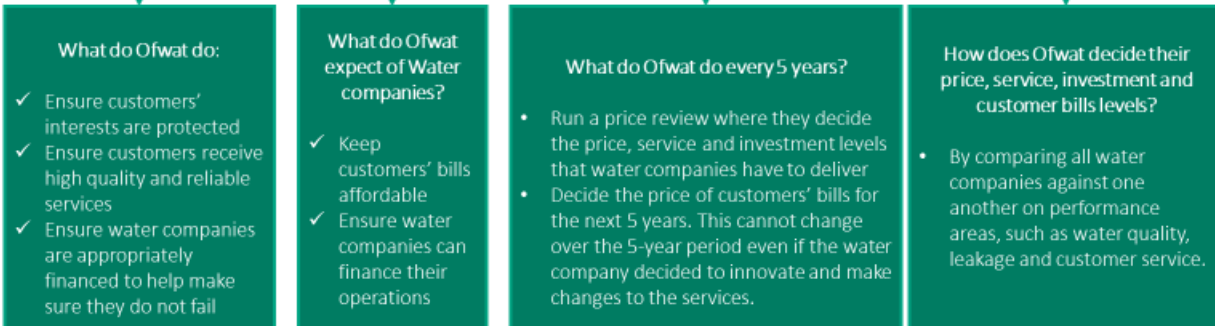 What do Ofwat do:
✓ Ensure customers'
interests are protected
✓ Ensure customers receive
high quality and reliable
services
✓ Ensure water companies
are appropriately
financed to help make
sure they do not fail
What do Ofwat
expect of Water
companies?
✓ Keep
customers' bills
affordable
✓ Ensure water
companies can
finance their
operations
What do Ofwat do every 5 years?
• Run a price review where they decide
the price, service and investment levels
that water companies have to deliver
• Decide the price of customers' bills for
the next 5 years. This cannot change
over the 5-year period even if the water
company decided to innovate and make
changes to the services.
How does Ofwat decide their
price, service, investment and
customer bills levels?
• By comparing all water
companies against one
another on performance
areas, such as water quality,
leakage and customer service.